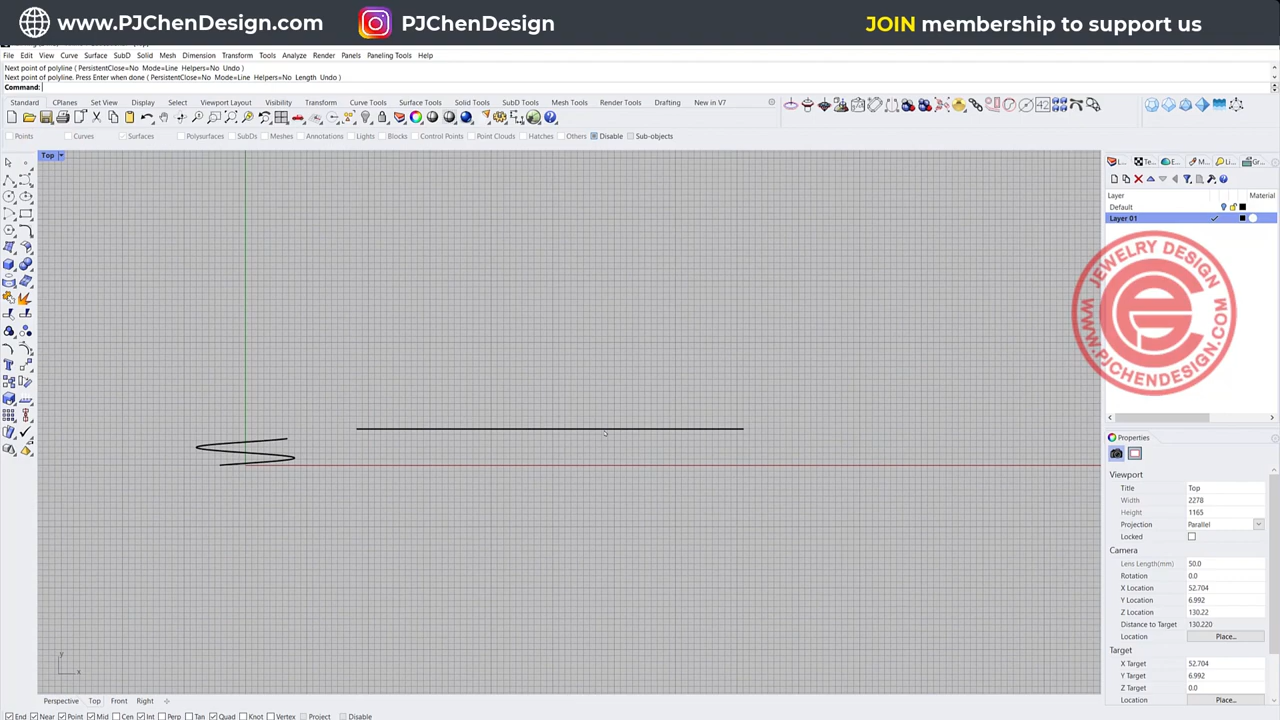 www.PJChenDesign.com PJChenDesign JOIN membership to support us
File Edit View Curve Surface SubD Solid Mesh Dimension Transform Tools Analyze Render Panels Paneling Tools Help
Next point of polyline ( PersistentClose=No Mode=Line Helpers=No Undo )
Next point of polyline. Press Enter when done ( PersistentClose=No Mode=Line Helpers=No Length Undo )
Command:
Standard CPlanes Set View Display Select Viewport Layout Visibility Transform Curve Tools Surface Tools Solid Tools SubD Tools Mesh Tools Render Tools Drafting New in V7
Points Curves Surfaces Polysurfaces SubDs Meshes Annotations Lights Blocks Control Points Point Clouds Hatches Others Disable Sub-objects
Top
L... Te... E... M... Li... Gr...
Layer Material
Default
Layer 01
JEWELRY DESIGN
WWW.PJCHENDESIGN.COM
Properties
Viewport
Title Top
Width 2278
Height 1165
Projection Parallel
Locked
Camera
Lens Length(mm) 50.0
Rotation 0.0
X Location 52.704
Y Location 6.992
Z Location 130.22
Distance to Target 130.220
Location Place...
Target
X Target 52.704
Y Target 6.992
Z Target 0.0
Location Place...
y
x
Perspective Top Front Right
End Near Point Mid Cen Int Perp Tan Quad Knot Vertex Project Disable